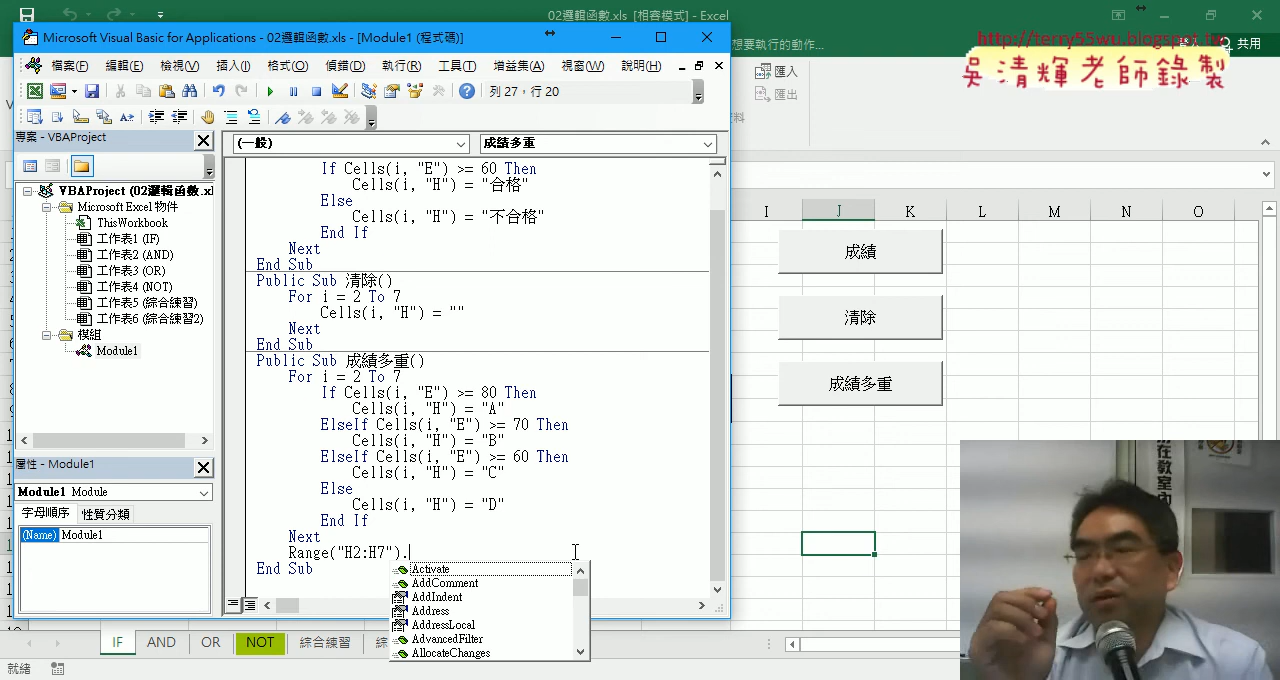 02邏輯函數.xls [相容模式] - Excel
Microsoft Visual Basic for Applications - 02邏輯函數.xls - [Module1 (程式碼)]
http://terry55wu.blogspot.tw
想要執行的動作...
共用
吳清輝老師錄製
檔案(F) 編輯(E) 檢視(V) 插入(I) 格式(O) 偵錯(D) 執行(R) 工具(T) 視窗(W) 說明(H)
匯入
匯出
列 27，行 20
專案 - VBAProject
(一般)
成績多重
VBAProject (02邏輯函數.xl
Microsoft Excel 物件
ThisWorkbook
工作表1 (IF)
工作表2 (AND)
工作表3 (OR)
工作表4 (NOT)
工作表5 (綜合練習)
工作表6 (綜合練習2)
模組
Module1
屬性 - Module1
Module1 Module
字母順序 性質分類
(Name) Module1
If Cells(i, "E") >= 60 Then
Cells(i, "H") = "合格"
Else
Cells(i, "H") = "不合格"
End If
Next
End Sub
Public Sub 清除()
For i = 2 To 7
Cells(i, "H") = ""
Next
End Sub
Public Sub 成績多重()
For i = 2 To 7
If Cells(i, "E") >= 80 Then
Cells(i, "H") = "A"
ElseIf Cells(i, "E") >= 70 Then
Cells(i, "H") = "B"
ElseIf Cells(i, "E") >= 60 Then
Cells(i, "H") = "C"
Else
Cells(i, "H") = "D"
End If
Next
Range("H2:H7").
End Sub
Activate
AddComment
AddIndent
Address
AddressLocal
AdvancedFilter
AllocateChanges
I J K L M N O
成績
清除
成績多重
在教室內
IF AND OR NOT 綜合練習 綜
就緒